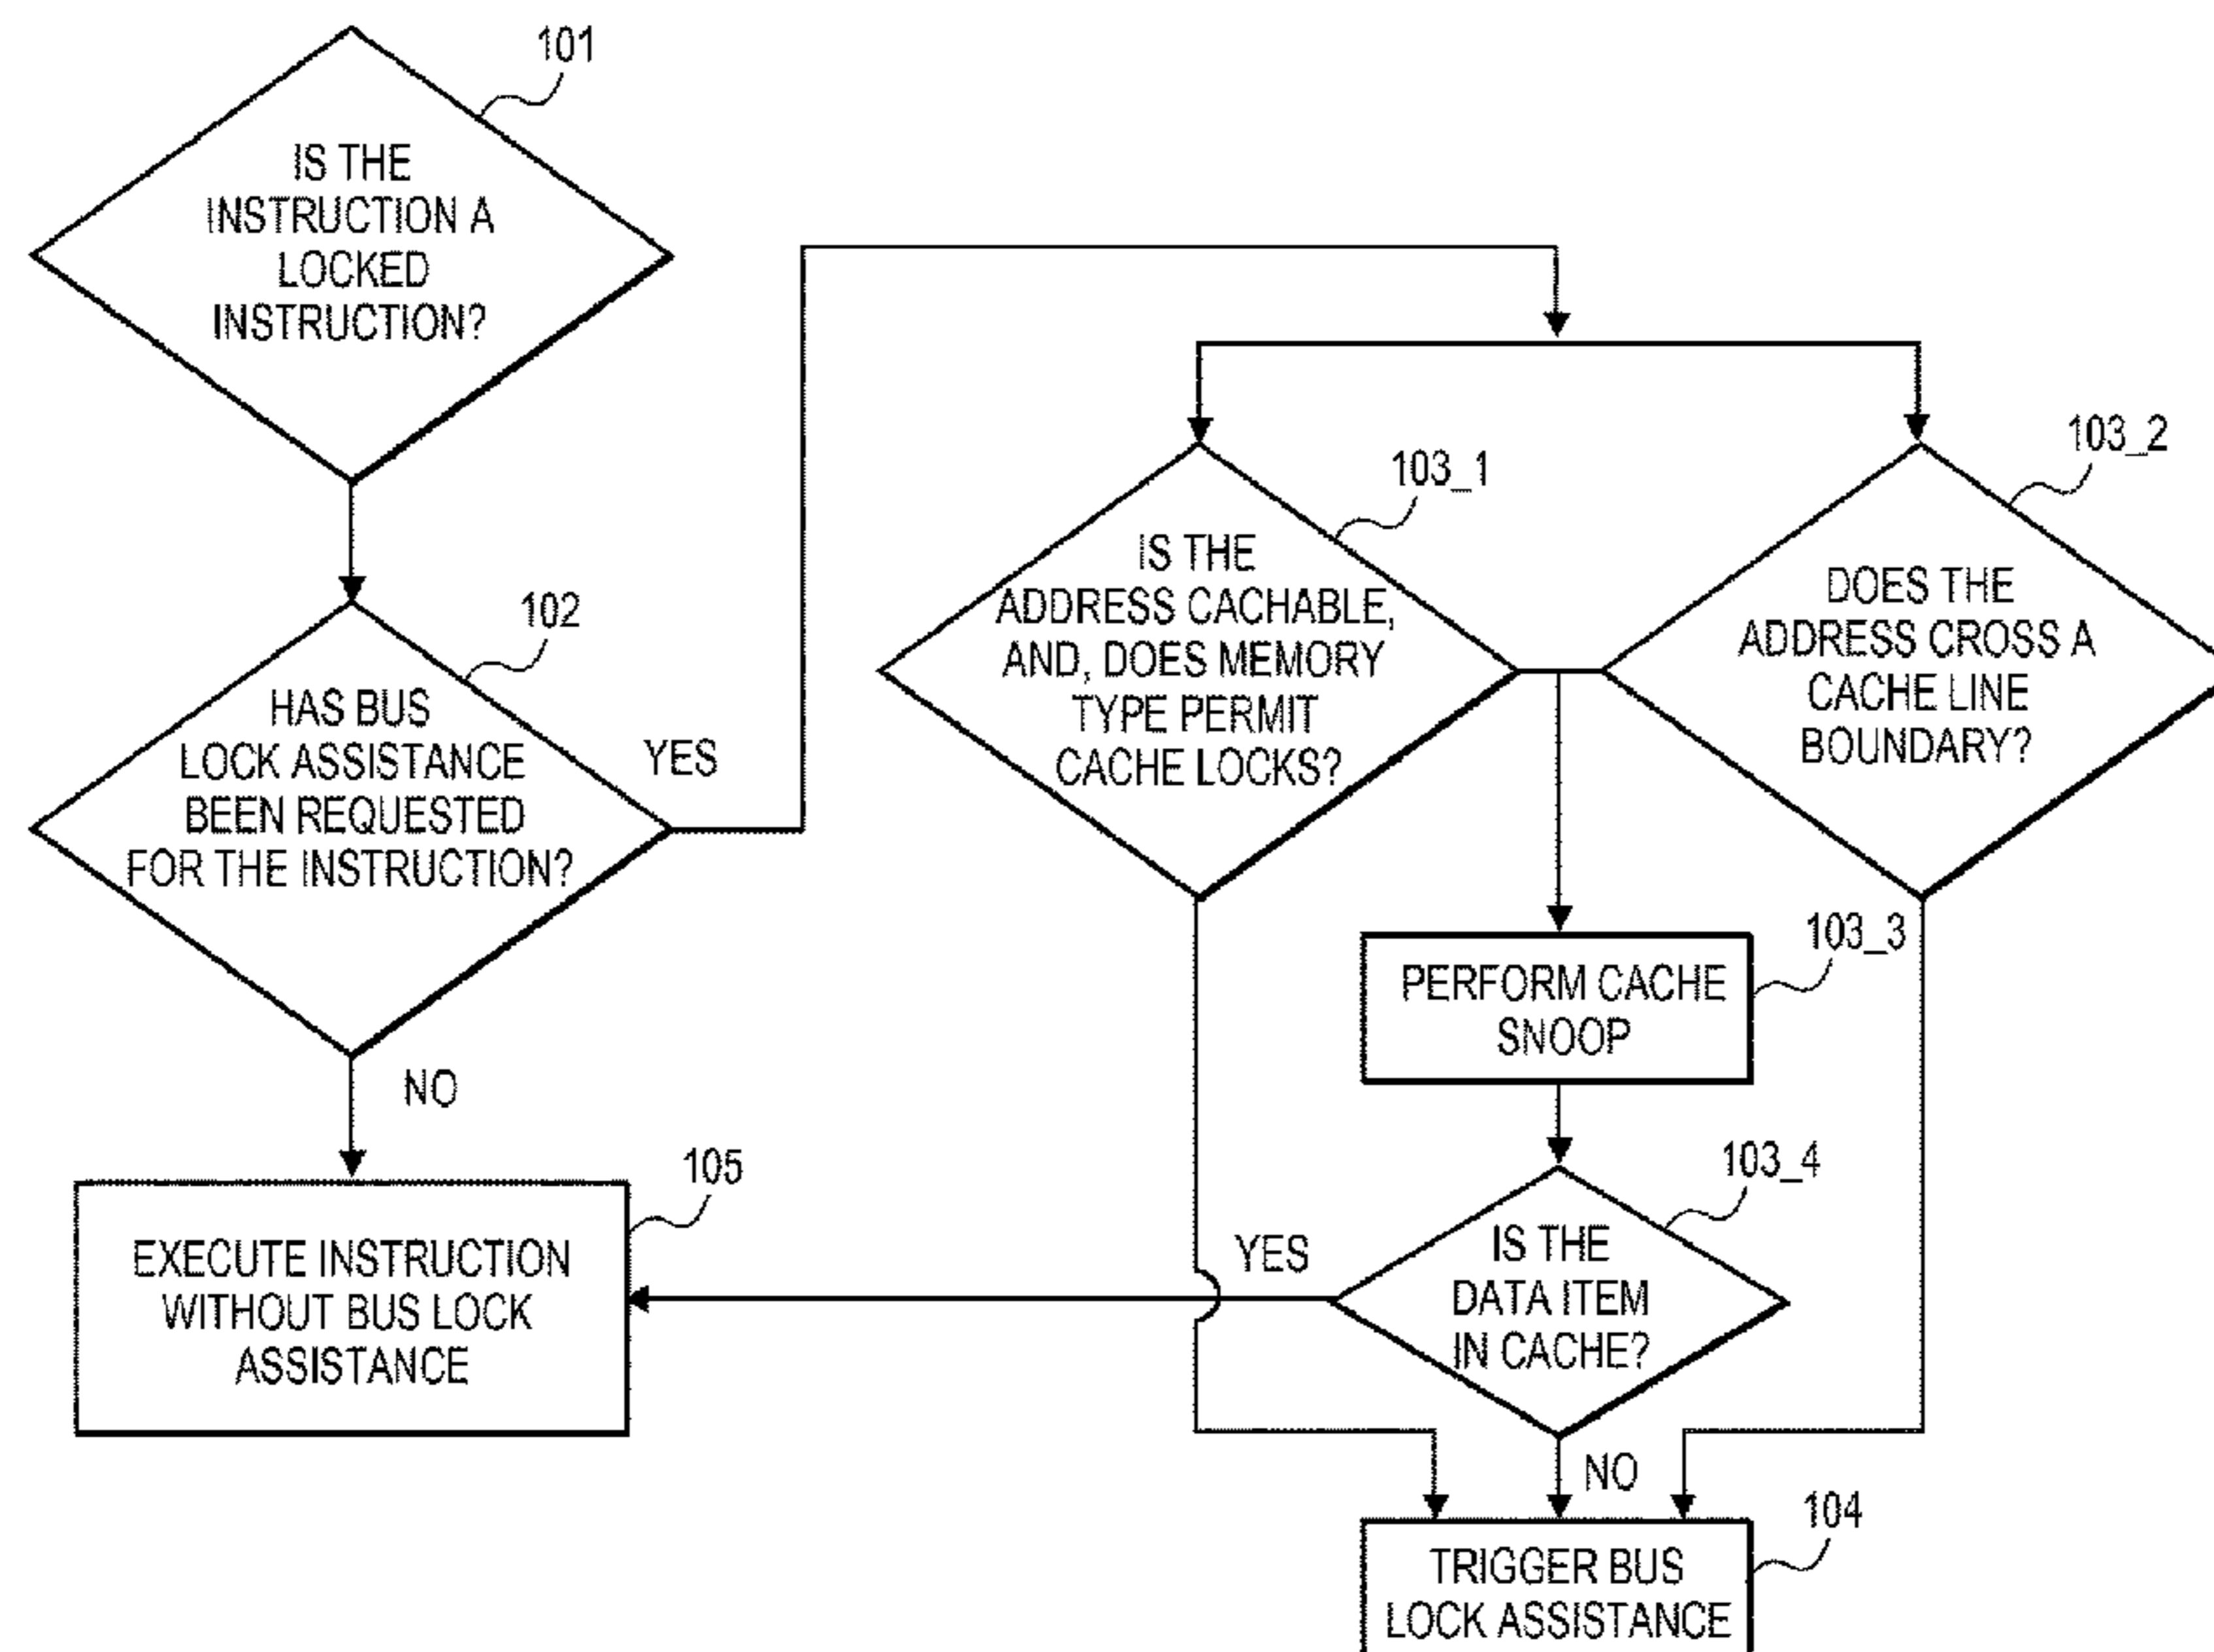 101
IS THE
INSTRUCTION A
LOCKED
INSTRUCTION?
102
HAS BUS
LOCK ASSISTANCE
BEEN REQUESTED
FOR THE INSTRUCTION?
YES
NO
103_1
IS THE
ADDRESS CACHABLE,
AND, DOES MEMORY
TYPE PERMIT
CACHE LOCKS?
103_2
DOES THE
ADDRESS CROSS A
CACHE LINE
BOUNDARY?
103_3
PERFORM CACHE
SNOOP
103_4
IS THE
DATA ITEM
IN CACHE?
YES
NO
105
EXECUTE INSTRUCTION
WITHOUT BUS LOCK
ASSISTANCE
104
TRIGGER BUS
LOCK ASSISTANCE